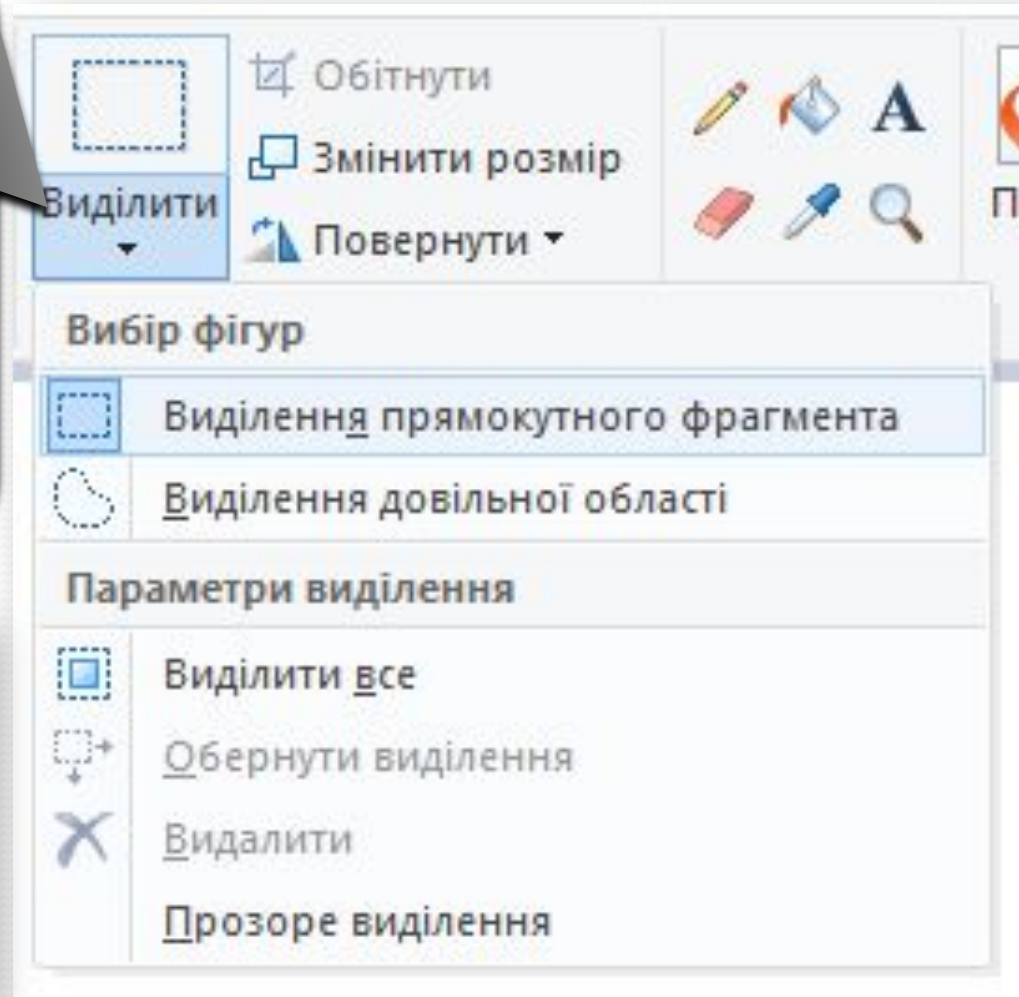 Виділити
Обітнути
Змінити розмір
Повернути
A
Вибір фігур
Виділення прямокутного фрагмента
Виділення довільної області
Параметри виділення
Виділити все
Обернути виділення
Видалити
Прозоре виділення